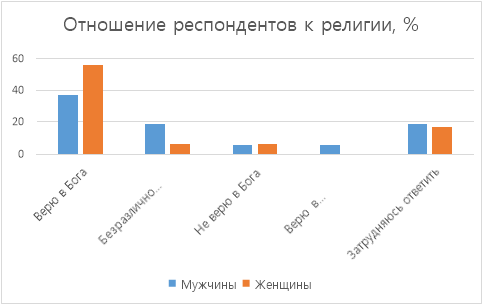 Отношение респондентов к религии, %
60
40
20
0
Верю в Бога
Безразлично...
Не верю в Бога
Верю в...
Затрудняюсь ответить
Мужчины
Женщины